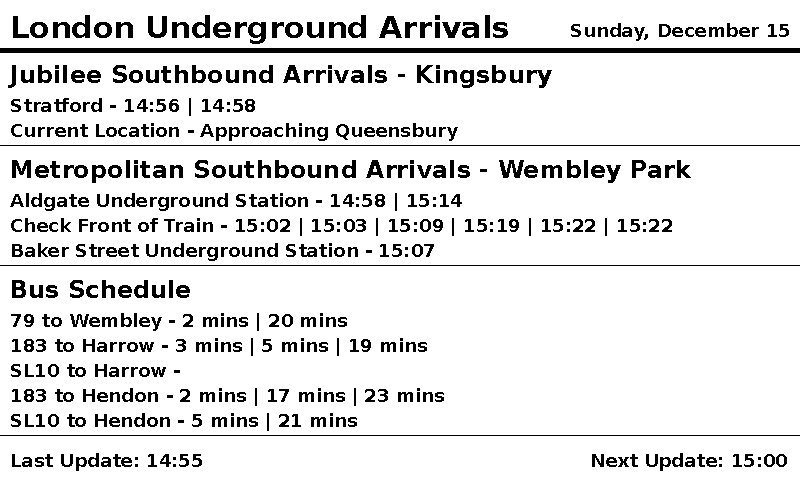 London Underground Arrivals Sunday, December 15
Jubilee Southbound Arrivals - Kingsbury
Stratford - 14:56 | 14:58
Current Location - Approaching Queensbury
Metropolitan Southbound Arrivals - Wembley Park
Aldgate Underground Station - 14:58 | 15:14
Check Front of Train - 15:02 | 15:03 | 15:09 | 15:19 | 15:22 | 15:22
Baker Street Underground Station - 15:07
Bus Schedule
79 to Wembley - 2 mins | 20 mins
183 to Harrow - 3 mins | 5 mins | 19 mins
SL10 to Harrow -
183 to Hendon - 2 mins | 17 mins | 23 mins
SL10 to Hendon - 5 mins | 21 mins
Last Update: 14:55 Next Update: 15:00